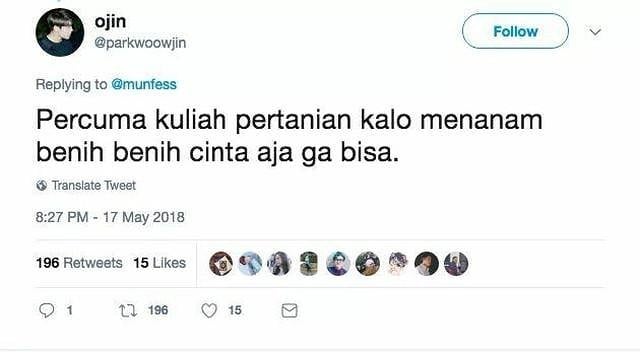 ojin
@parkwoowjin
Follow
Replying to @munfess
Percuma kuliah pertanian kalo menanam
benih benih cinta aja ga bisa.
Translate Tweet
8:27 PM - 17 May 2018
196 Retweets 15 Likes
1 196 15